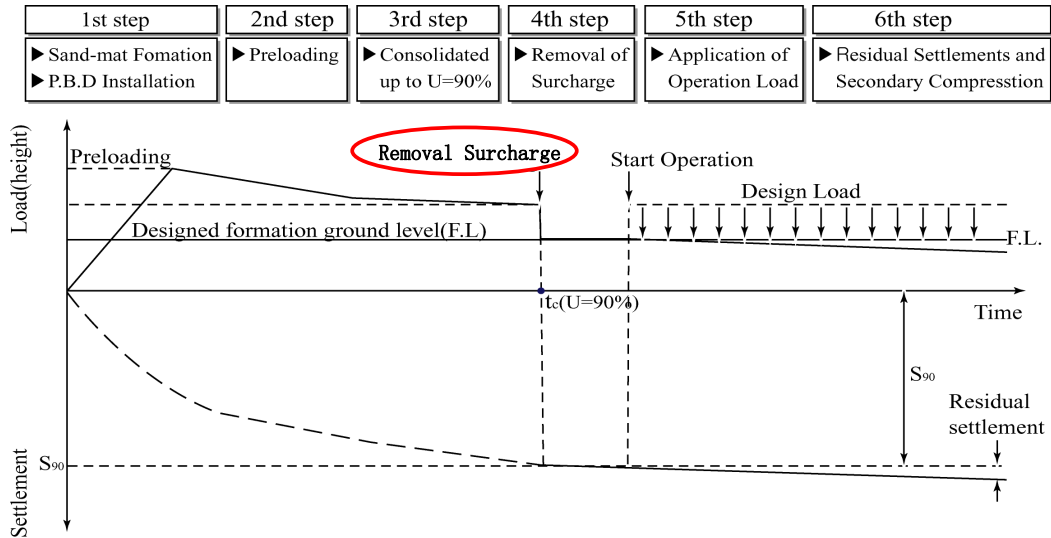 1st step
2nd step
3rd step
4th step
5th step
6th step
▶ Sand-mat Fomation
▶ P.B.D Installation
▶ Preloading
▶ Consolidated
up to U=90%
▶ Removal of
Surcharge
▶ Application of
Operation Load
▶ Residual Settlements and
Secondary Compresstion
Load(height)
Preloading
Removal Surcharge
Start Operation
Design Load
Designed formation ground level(F.L)
F.L.
tc(U=90%)
Time
S90
Residual
settlement
S90
Settlement